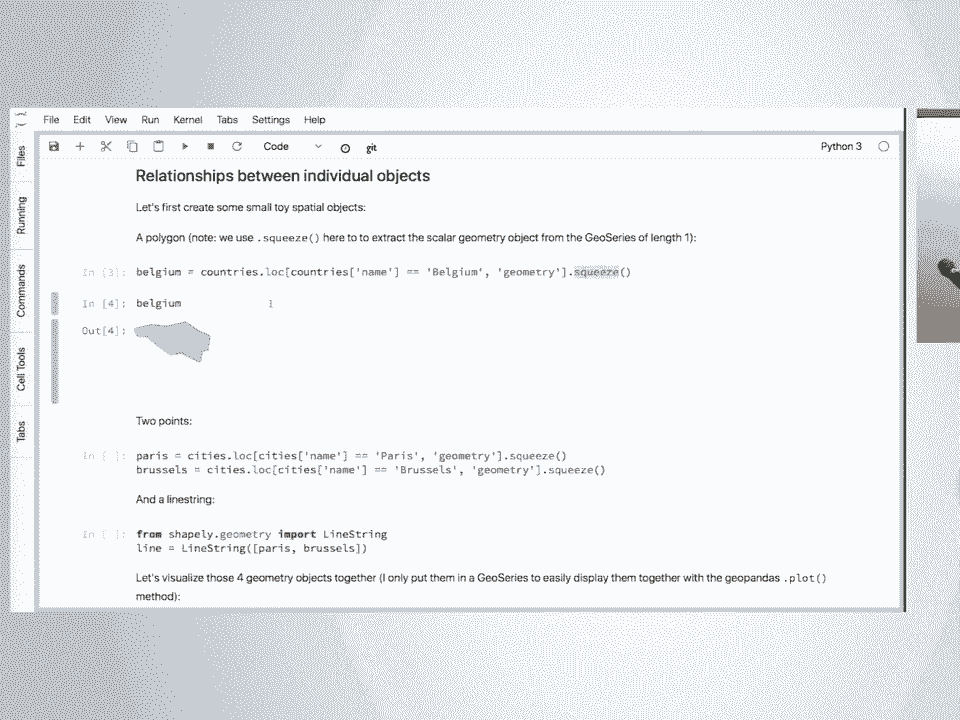 File Edit View Run Kernel Tabs Settings Help
Code git Python 3
Files
Running
Commands
Cell Tools
Tabs
Relationships between individual objects
Let's first create some small toy spatial objects:
A polygon (note: we use .squeeze() here to to extract the scalar geometry object from the GeoSeries of length 1):
In [3]: belgium = countries.loc[countries['name'] == 'Belgium', 'geometry'].squeeze()
In [4]: belgium
Out[4]:
Two points:
In [ ]: paris = cities.loc[cities['name'] == 'Paris', 'geometry'].squeeze()
brussels = cities.loc[cities['name'] == 'Brussels', 'geometry'].squeeze()
And a linestring:
In [ ]: from shapely.geometry import LineString
line = LineString([paris, brussels])
Let's visualize those 4 geometry objects together (I only put them in a GeoSeries to easily display them together with the geopandas .plot()
method):